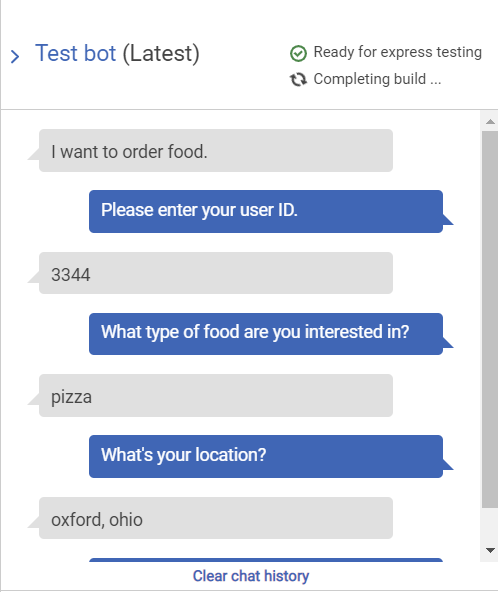 Test bot (Latest)
Ready for express testing
Completing build ...
I want to order food.
Please enter your user ID.
3344
What type of food are you interested in?
pizza
What's your location?
oxford, ohio
Clear chat history